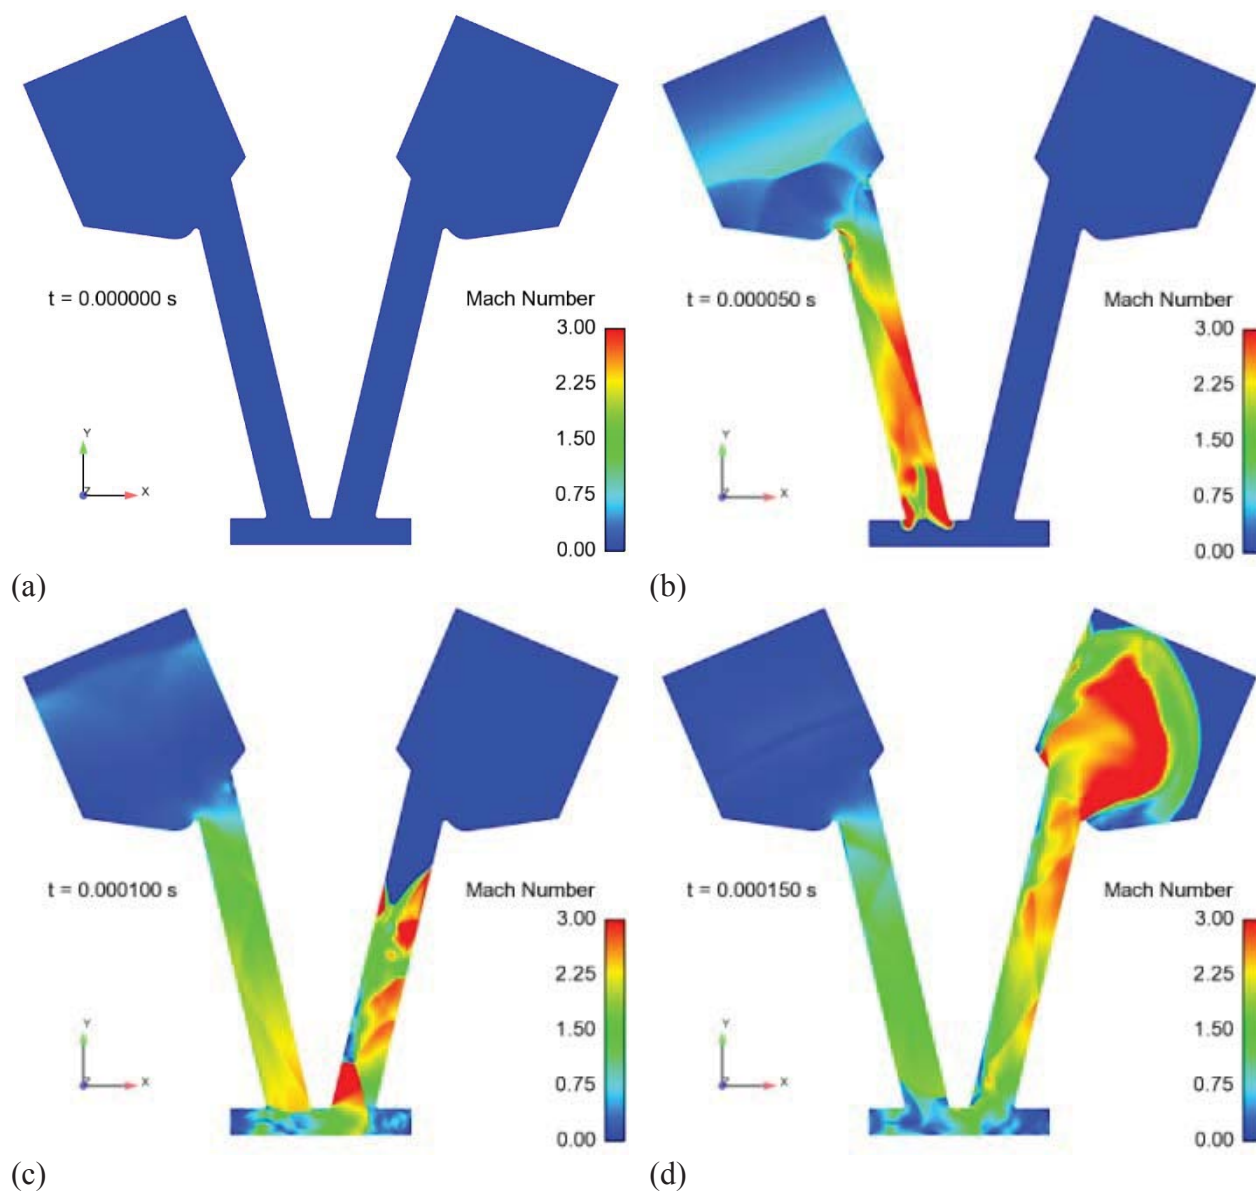 t = 0.000000 s
Mach Number
3.00
2.25
1.50
0.75
0.00
Y
Z
X
(a)
t = 0.000050 s
Mach Number
3.00
2.25
1.50
0.75
0.00
Y
Z
X
(b)
t = 0.000100 s
Mach Number
3.00
2.25
1.50
0.75
0.00
Y
Z
X
(c)
t = 0.000150 s
Mach Number
3.00
2.25
1.50
0.75
0.00
Y
Z
X
(d)